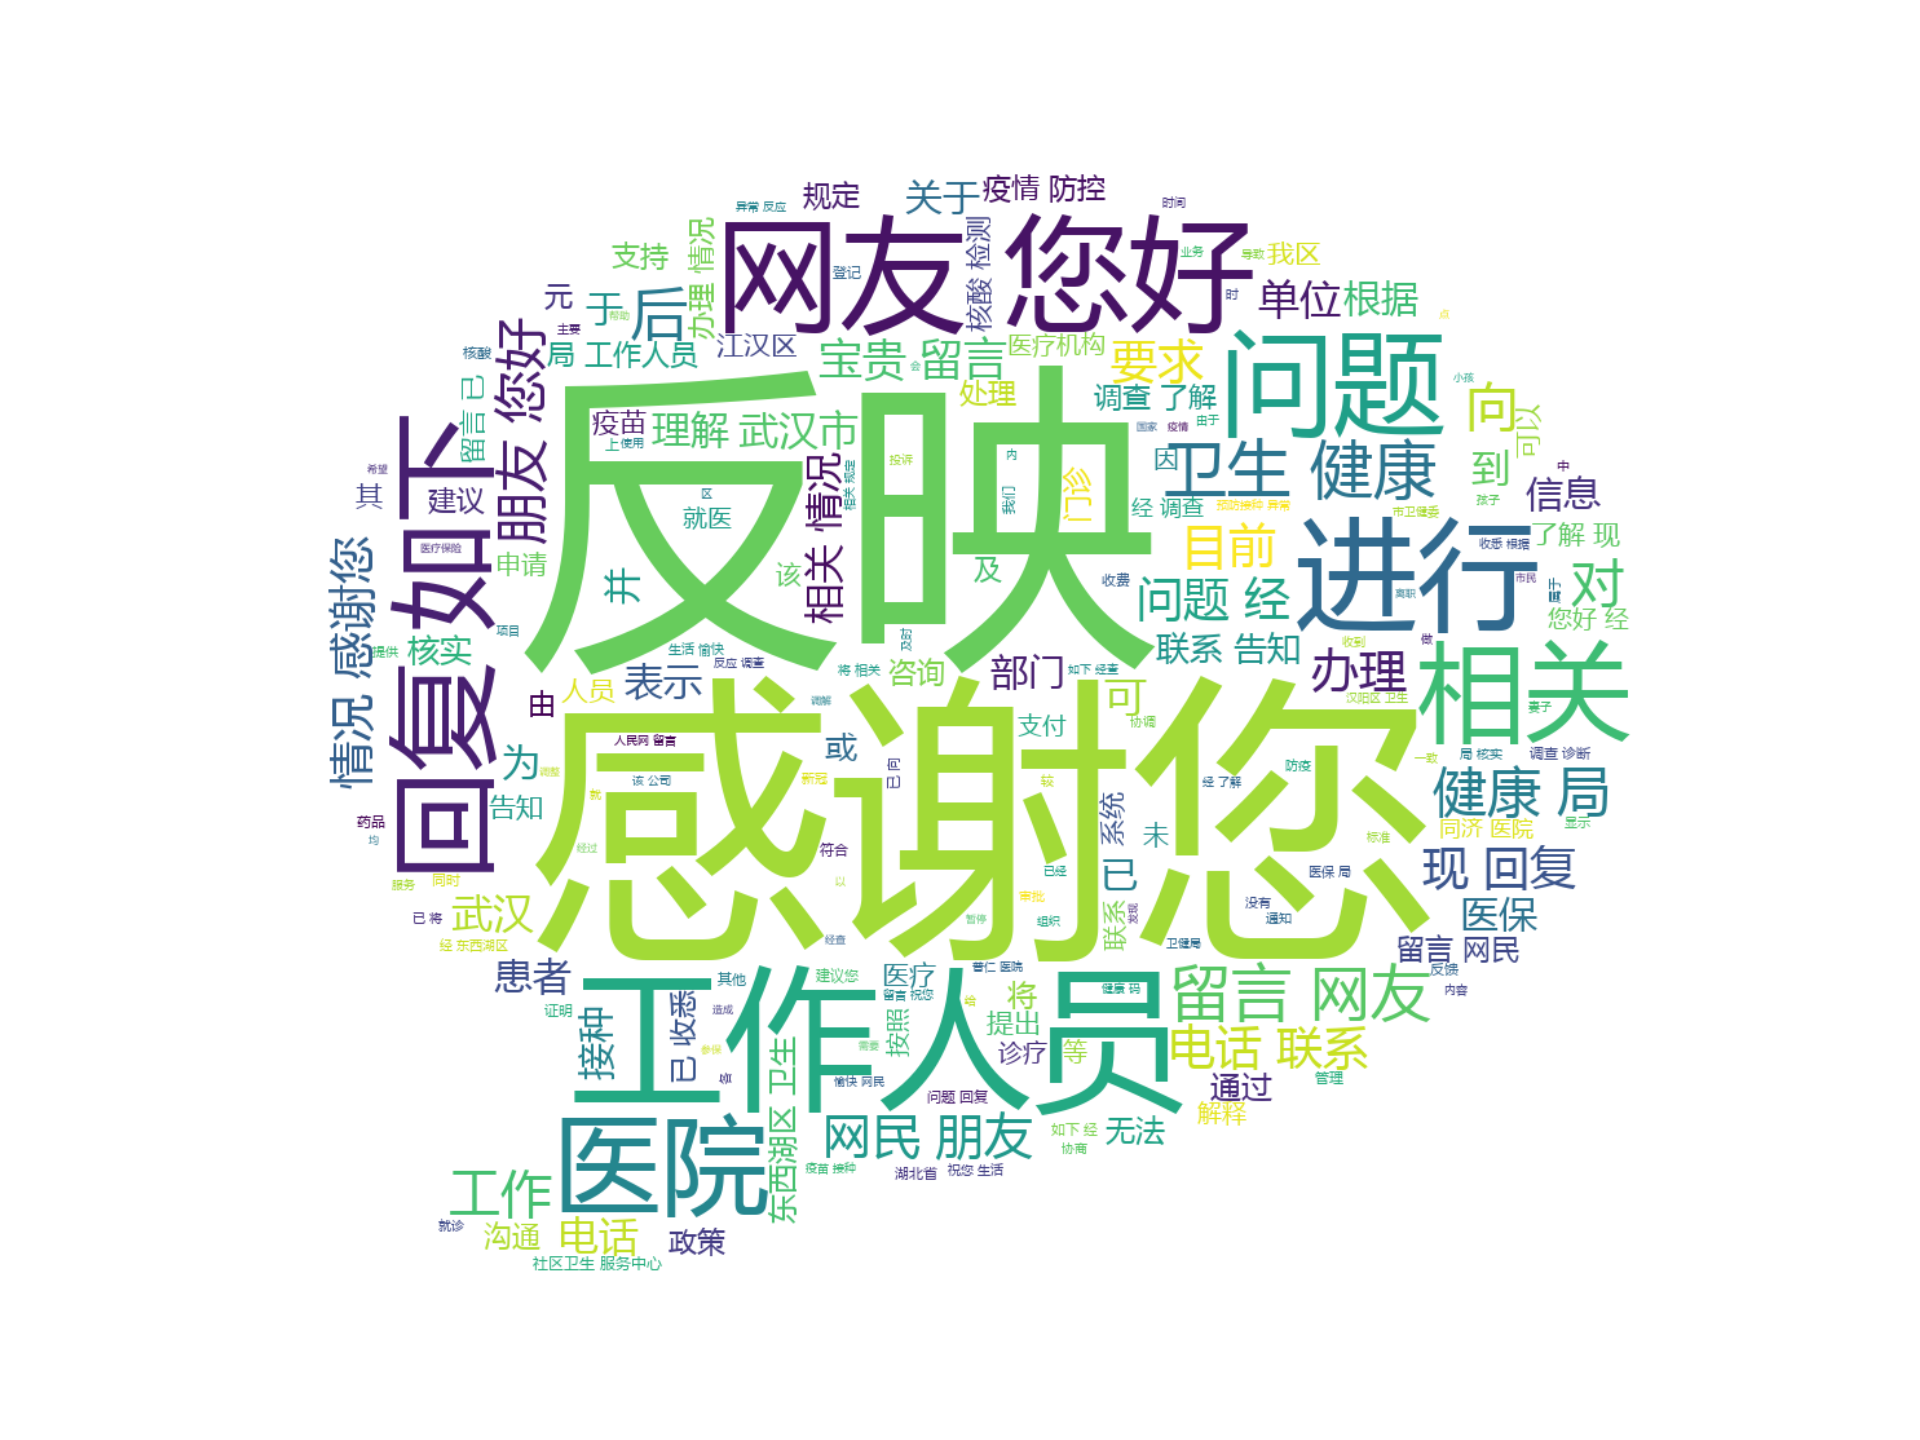 异常 反应
规定
关于
疫情 防控
时间
网友 您好
支持
办理 情况
登记
核酸 检测
业务
导致
我区
元
于
帮助
后
时
单位
根据
点
主要
朋友 您好
局 工作人员
江汉区
宝贵 留言
会
医疗机构
要求
问题
核酸
留言 已
处理
调查 了解
小孩
向
可以
疫苗
理解 武汉市
上 使用
由于
国家
疫情
回复 如下
反映
希望
其
建议
相关 情况
相关 规定
投诉
内
我们
门诊
因
卫生 健康
到
中
孩子
信息
区
就医
经 调查
预防接种 异常
市卫健委
医疗保险
目前
进行
收悉 根据
了解 现
情况 感谢您
申请
并
该
及
收费
问题 经
离职
市民
属于
对
您好 经
项目
提供
核实
生活 愉快
反应 调查
及时
联系 告知
收到
做
表示
将 相关
咨询
部门
如下 经查
办理
相关
由
人员
调解
可
汉阳区 卫生
妻子
感谢您
支付
协调
人民网 留言
或
为
调整
该 公司
新冠
已 向
较
经 了解
防疫
一致
局 核实
调查 诊断
健康 局
告知
就
系统
未
药品
均
符合
标准
同济 医院
显示
经过
已
已经
医保 局
现 回复
服务
同时
以
审批
没有
通知
医保
已 将
武汉
暂停
组织
联系
发现
经 东西湖区
经查
卫健局
留言 网民
患者
其他
建议您
医疗
普仁 医院
反馈
工作人员
留言 祝您
将
健康 码
留言 网友
内容
证明
接种
已 收悉
造成
按照
提出
参保
需要
诊疗
等
电话 联系
东西湖区 卫生
愉快 网民
问题 回复
通过
管理
解释
医院
网民 朋友
如下 经
协商
无法
工作
疫苗 接种
湖北省
祝您 生活
就诊
沟通
电话
政策
社区卫生 服务中心